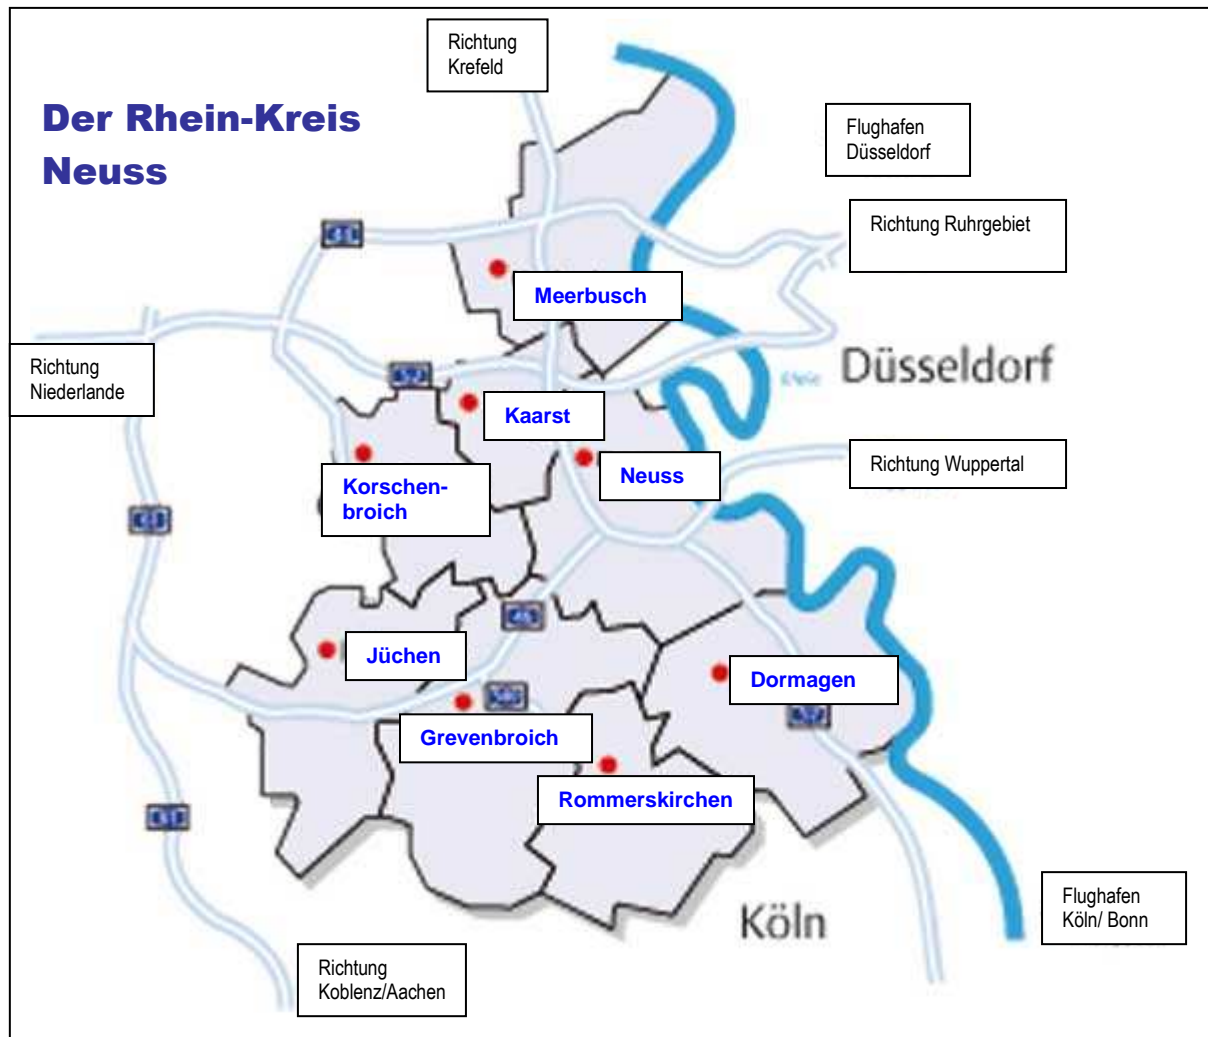 Richtung
Krefeld
Der Rhein-Kreis
Neuss
Flughafen
Düsseldorf
Richtung Ruhrgebiet
Meerbusch
Richtung
Niederlande
Düsseldorf
Kaarst
Richtung Wuppertal
Neuss
Korschen-
broich
Jüchen
Dormagen
Grevenbroich
Rommerskirchen
Köln
Flughafen
Köln/ Bonn
Richtung
Koblenz/Aachen